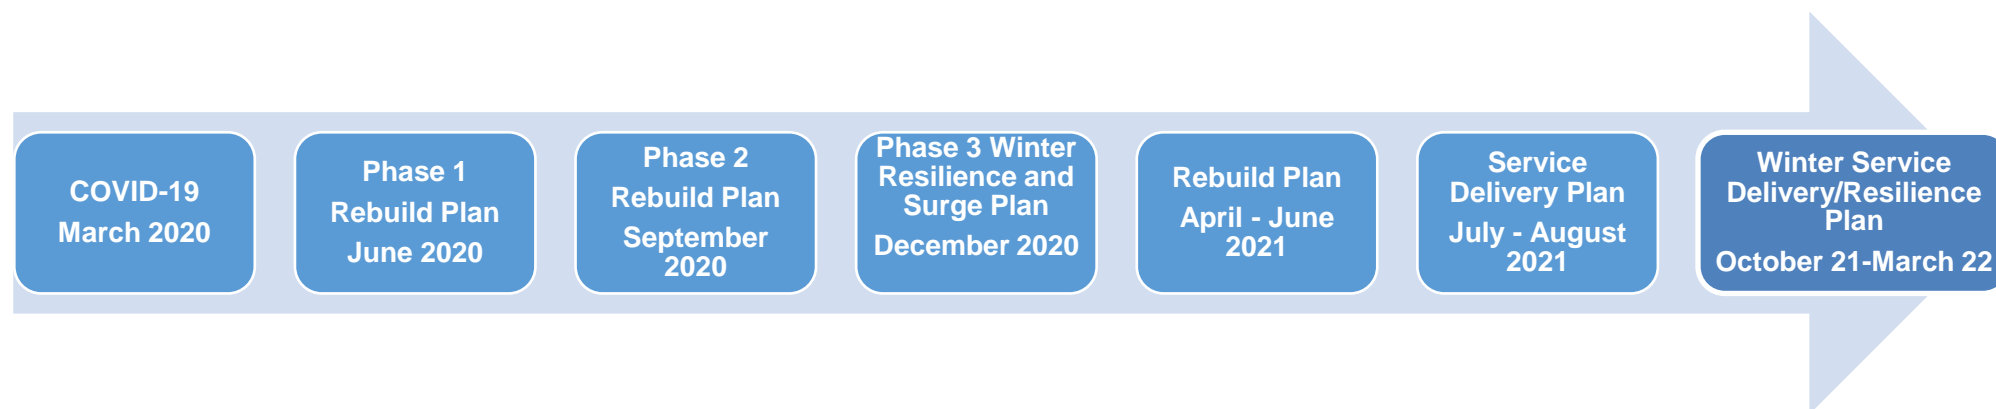 COVID-19
March 2020
Phase 1
Rebuild Plan
June 2020
Phase 2
Rebuild Plan
September
2020
Phase 3 Winter
Resilience and
Surge Plan
December 2020
Rebuild Plan
April - June
2021
Service
Delivery Plan
July - August
2021
Winter Service
Delivery/Resilience
Plan
October 21-March 22